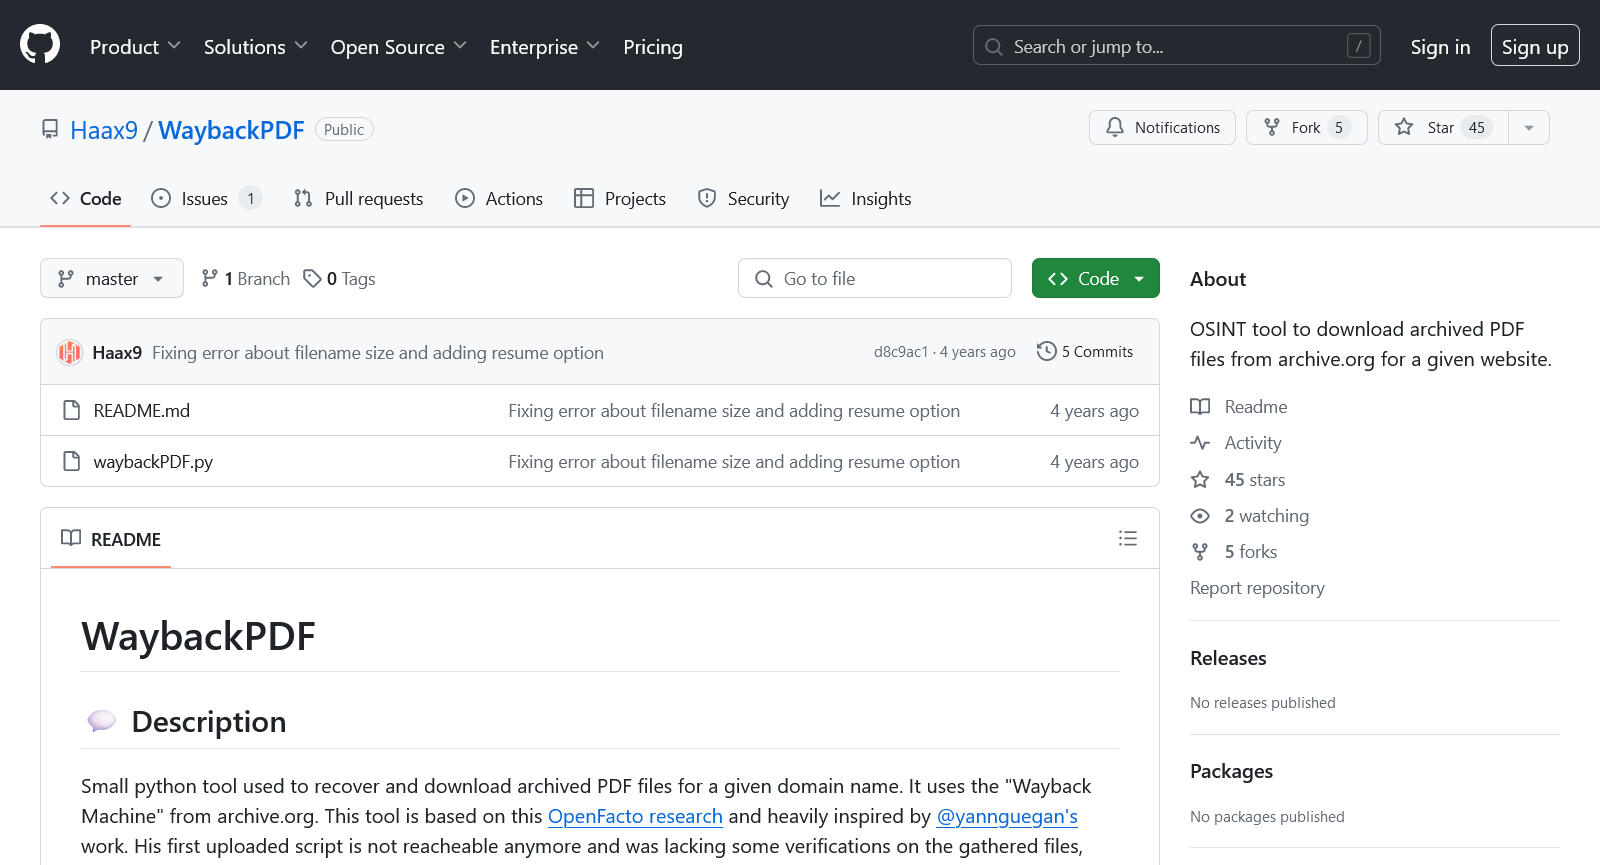 Product Solutions Open Source Enterprise Pricing Search or jump to... / Sign in Sign up
Haax9 / WaybackPDF Public Notifications Fork 5 Star 45
Code Issues 1 Pull requests Actions Projects Security Insights
master 1 Branch 0 Tags Go to file Code
Haax9 Fixing error about filename size and adding resume option d8c9ac1 · 4 years ago 5 Commits
README.md Fixing error about filename size and adding resume option 4 years ago
waybackPDF.py Fixing error about filename size and adding resume option 4 years ago
README
WaybackPDF
Description
Small python tool used to recover and download archived PDF files for a given domain name. It uses the "Wayback
Machine" from archive.org. This tool is based on this OpenFacto research and heavily inspired by @yannguegan's
work. His first uploaded script is not reacheable anymore and was lacking some verifications on the gathered files,
About
OSINT tool to download archived PDF
files from archive.org for a given website.
Readme
Activity
45 stars
2 watching
5 forks
Report repository
Releases
No releases published
Packages
No packages published